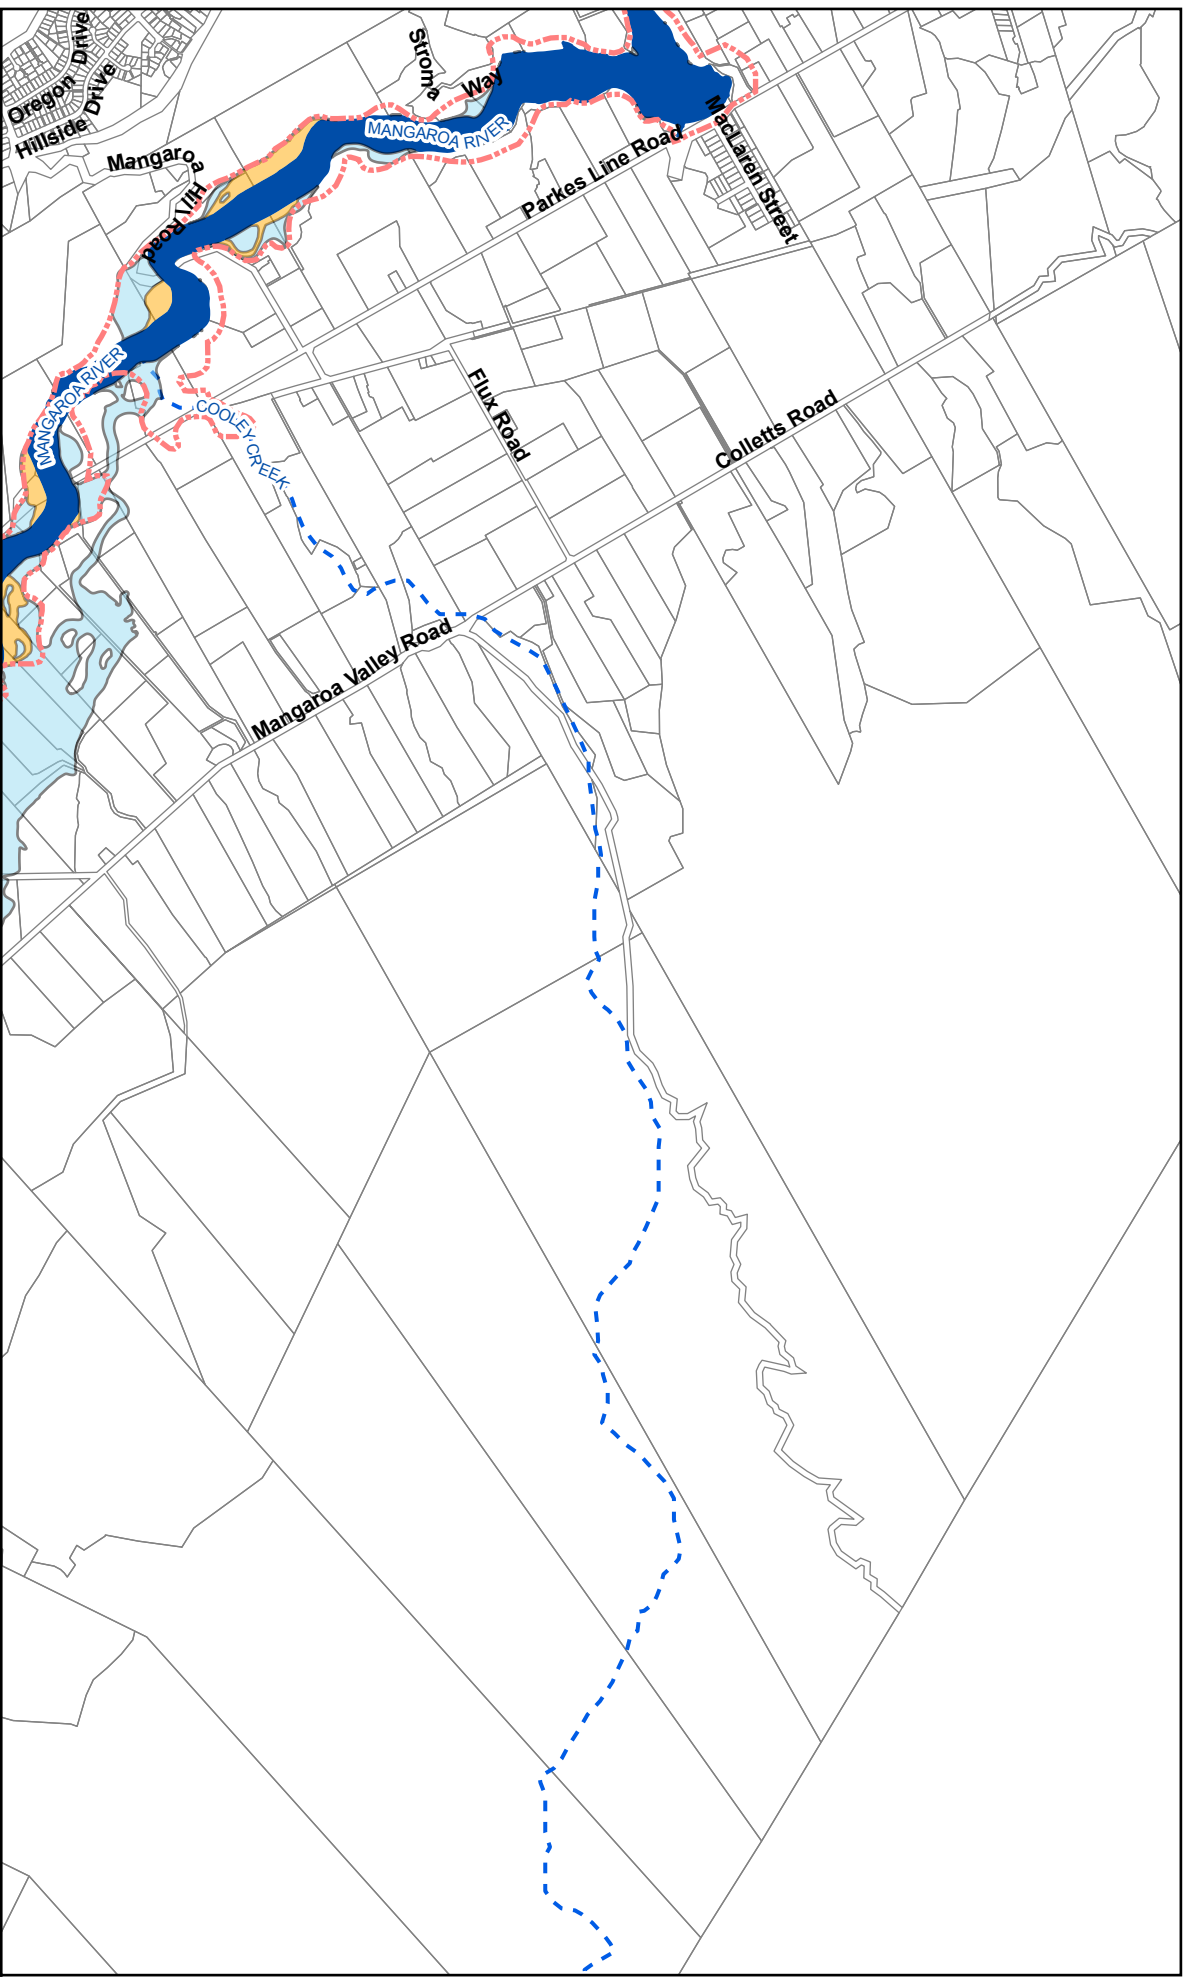 Oregon Drive
Hillside Drive
Stroma Way
MANGAROA RIVER
MacLaren Street
Parkes Line Road
Mangaroa Hill Road
MANGAROA RIVER
COOLEY CREEK
Flux Road
Colletts Road
Mangaroa Valley Road